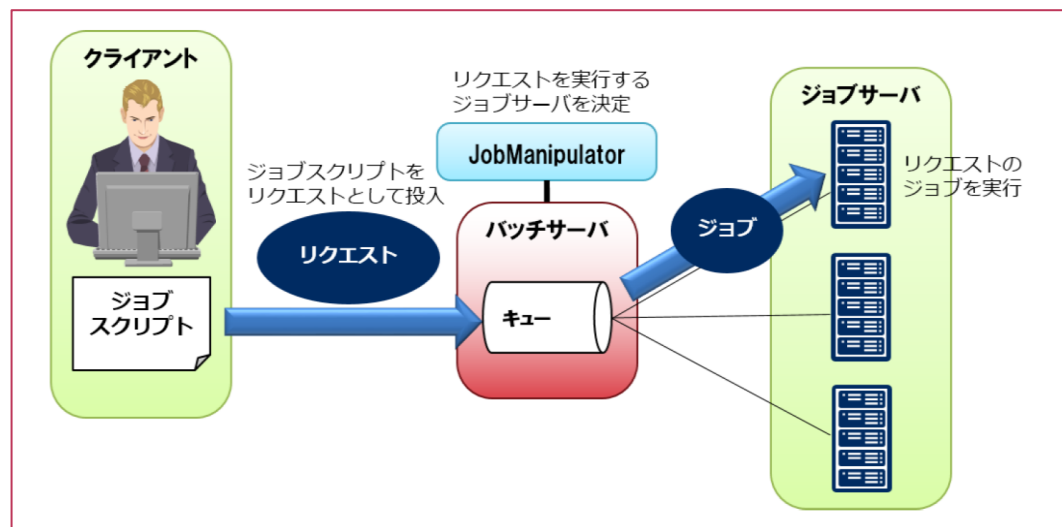 クライアント
リクエストを実行する
ジョブサーバを決定
ジョブサーバ
JobManipulator
リクエストの
ジョブを実行
ジョブスクリプトを
リクエストとして投入
バッチサーバ
ジョブ
リクエスト
ジョブ
スクリプト
キュー